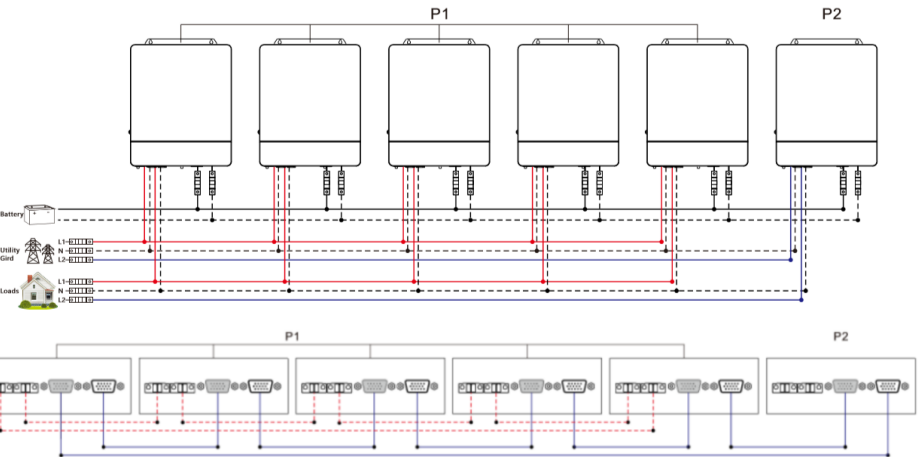 P1 P2
Battery
L1
Utility N
Gird L2
L1
Loads N
L2
P1 P2